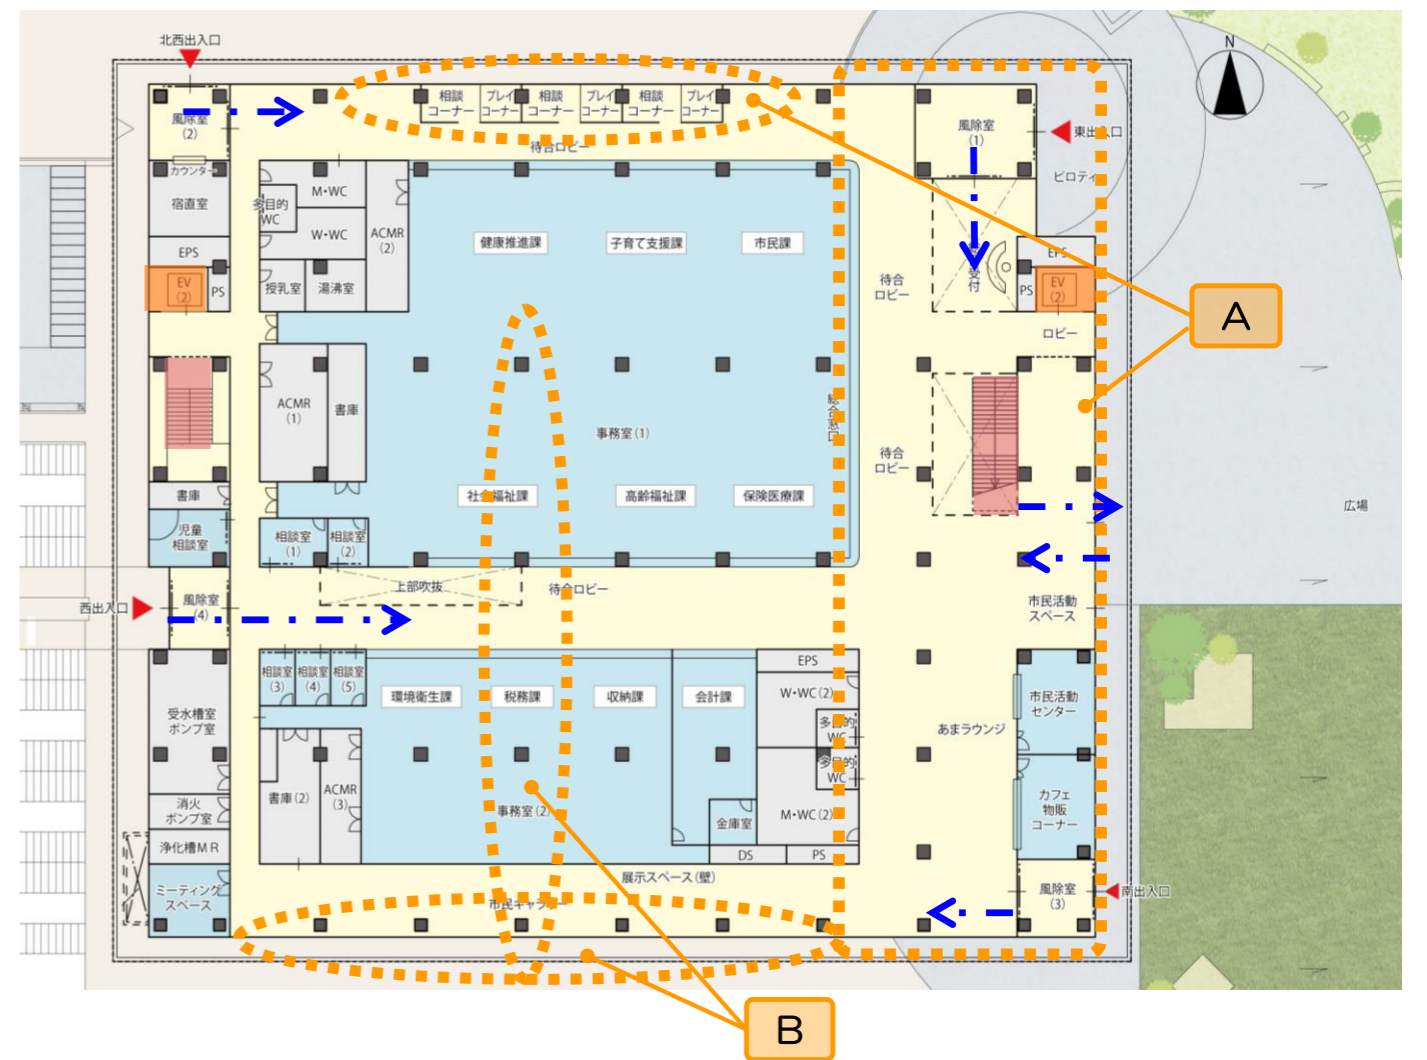 北西出入口
N
相談
コーナー
プレイ
コーナー
相談
コーナー
プレイ
コーナー
相談
コーナー
プレイ
コーナー
風除室
(2)
風除室
(1)
東出入口
待合ロビー
ピロティ
カウンター
宿直室
M・WC
多目的
WC
W・WC
ACMR
(2)
健康推進課
子育て支援課
市民課
EPS
EPS
EV
(2)
PS
授乳室
湯沸室
待合
ロビー
受付
PS
EV
(2)
A
ロビー
ACMR
(1)
書庫
総合窓口
事務室(1)
待合
ロビー
書庫
社会福祉課
高齢福祉課
保険医療課
広場
児童
相談室
相談室
(1)
相談室
(2)
上部吹抜
待合ロビー
西出入口
風除室
(4)
市民活動
スペース
相談室
(3)
相談室
(4)
相談室
(5)
EPS
環境衛生課
税務課
収納課
会計課
W・WC(2)
市民活動
センター
受水槽室
ポンプ室
多目的
WC
あまラウンジ
多目的
WC
書庫(2)
ACMR
(3)
カフェ
物販
コーナー
消火
ポンプ室
事務室(2)
金庫室
M・WC(2)
浄化槽MR
DS
PS
展示スペース(壁)
ミーティング
スペース
風除室
(3)
南出入口
市民ギャラリー
B